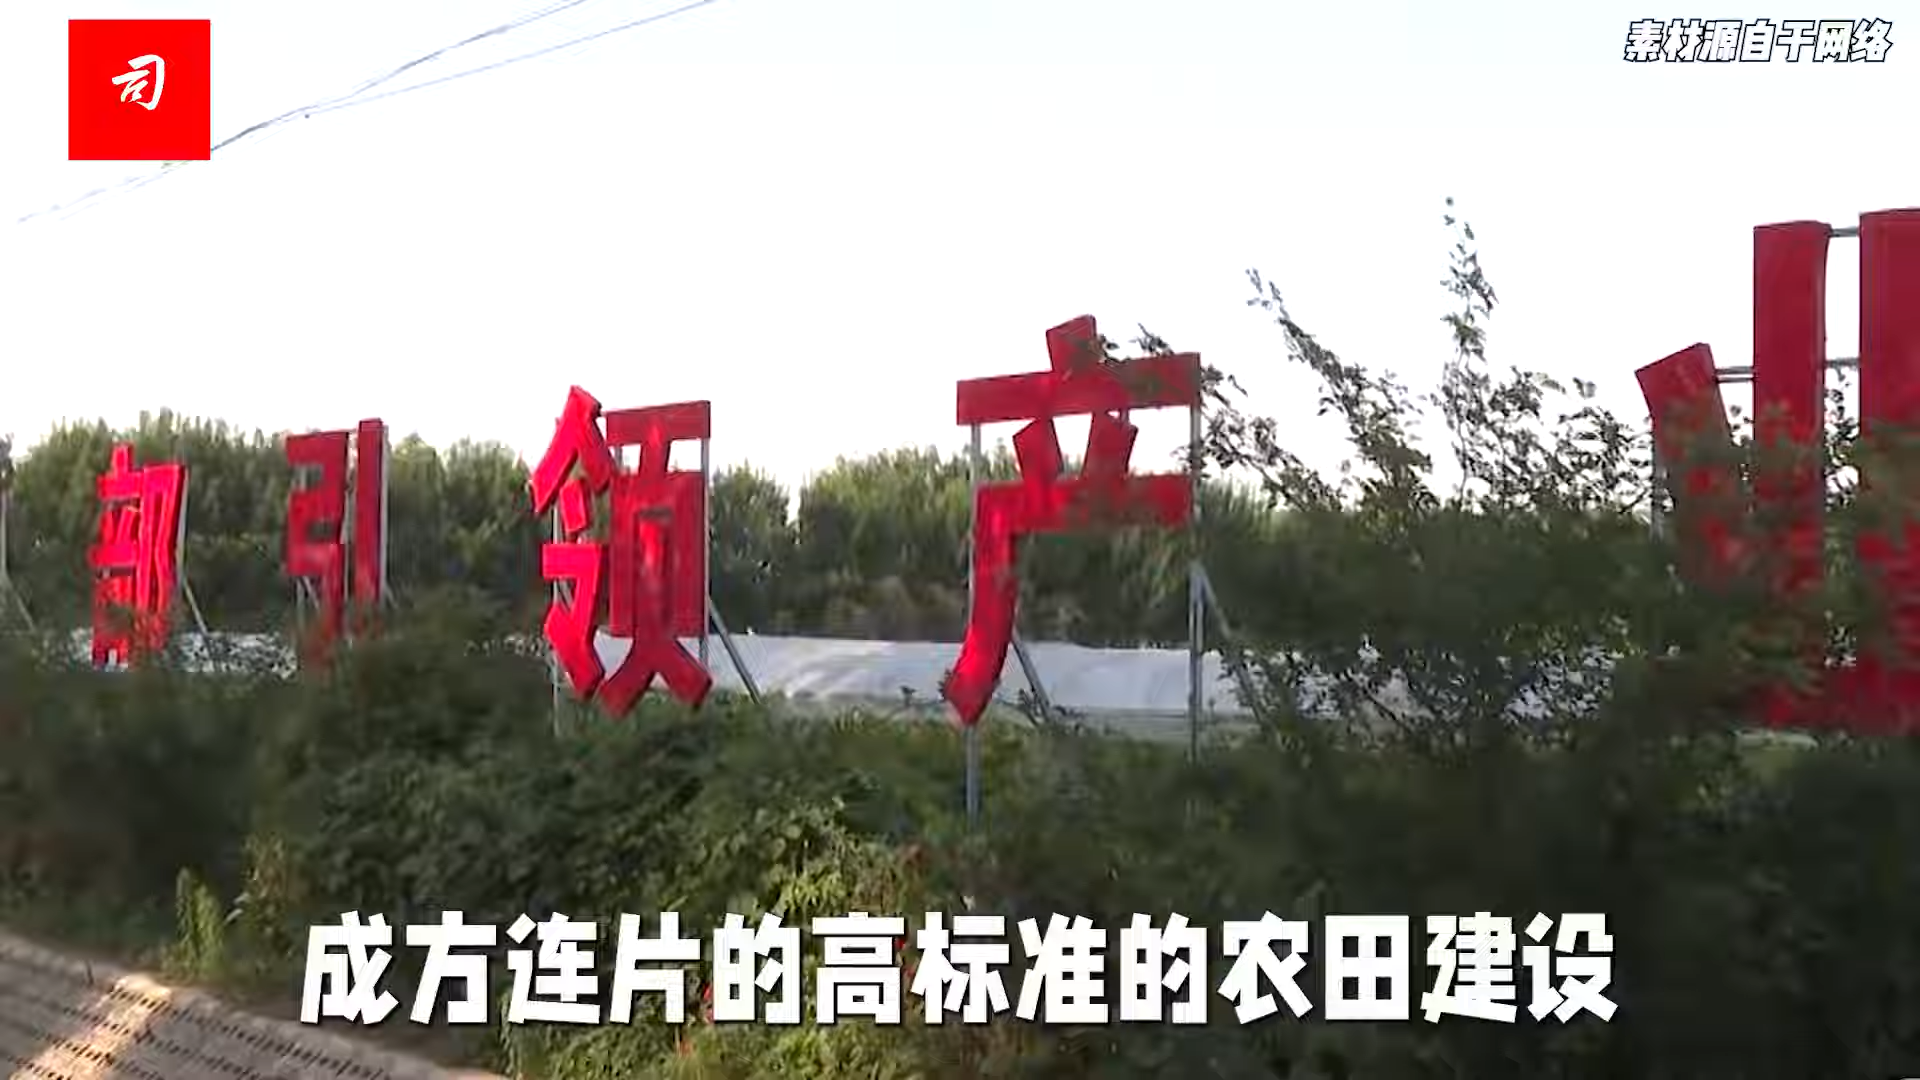 司
素材源自于网络
部引领产业
成方连片的高标准的农田建设